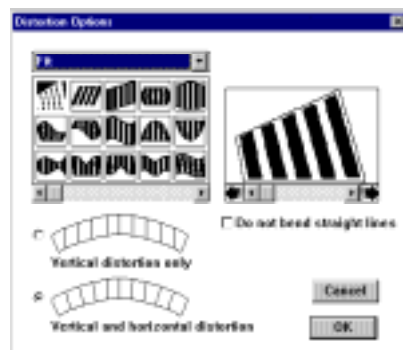 Distortion Options
Fit
Do not bend straight lines
Vertical distortion only
Cancel
Vertical and horizontal distortion
OK